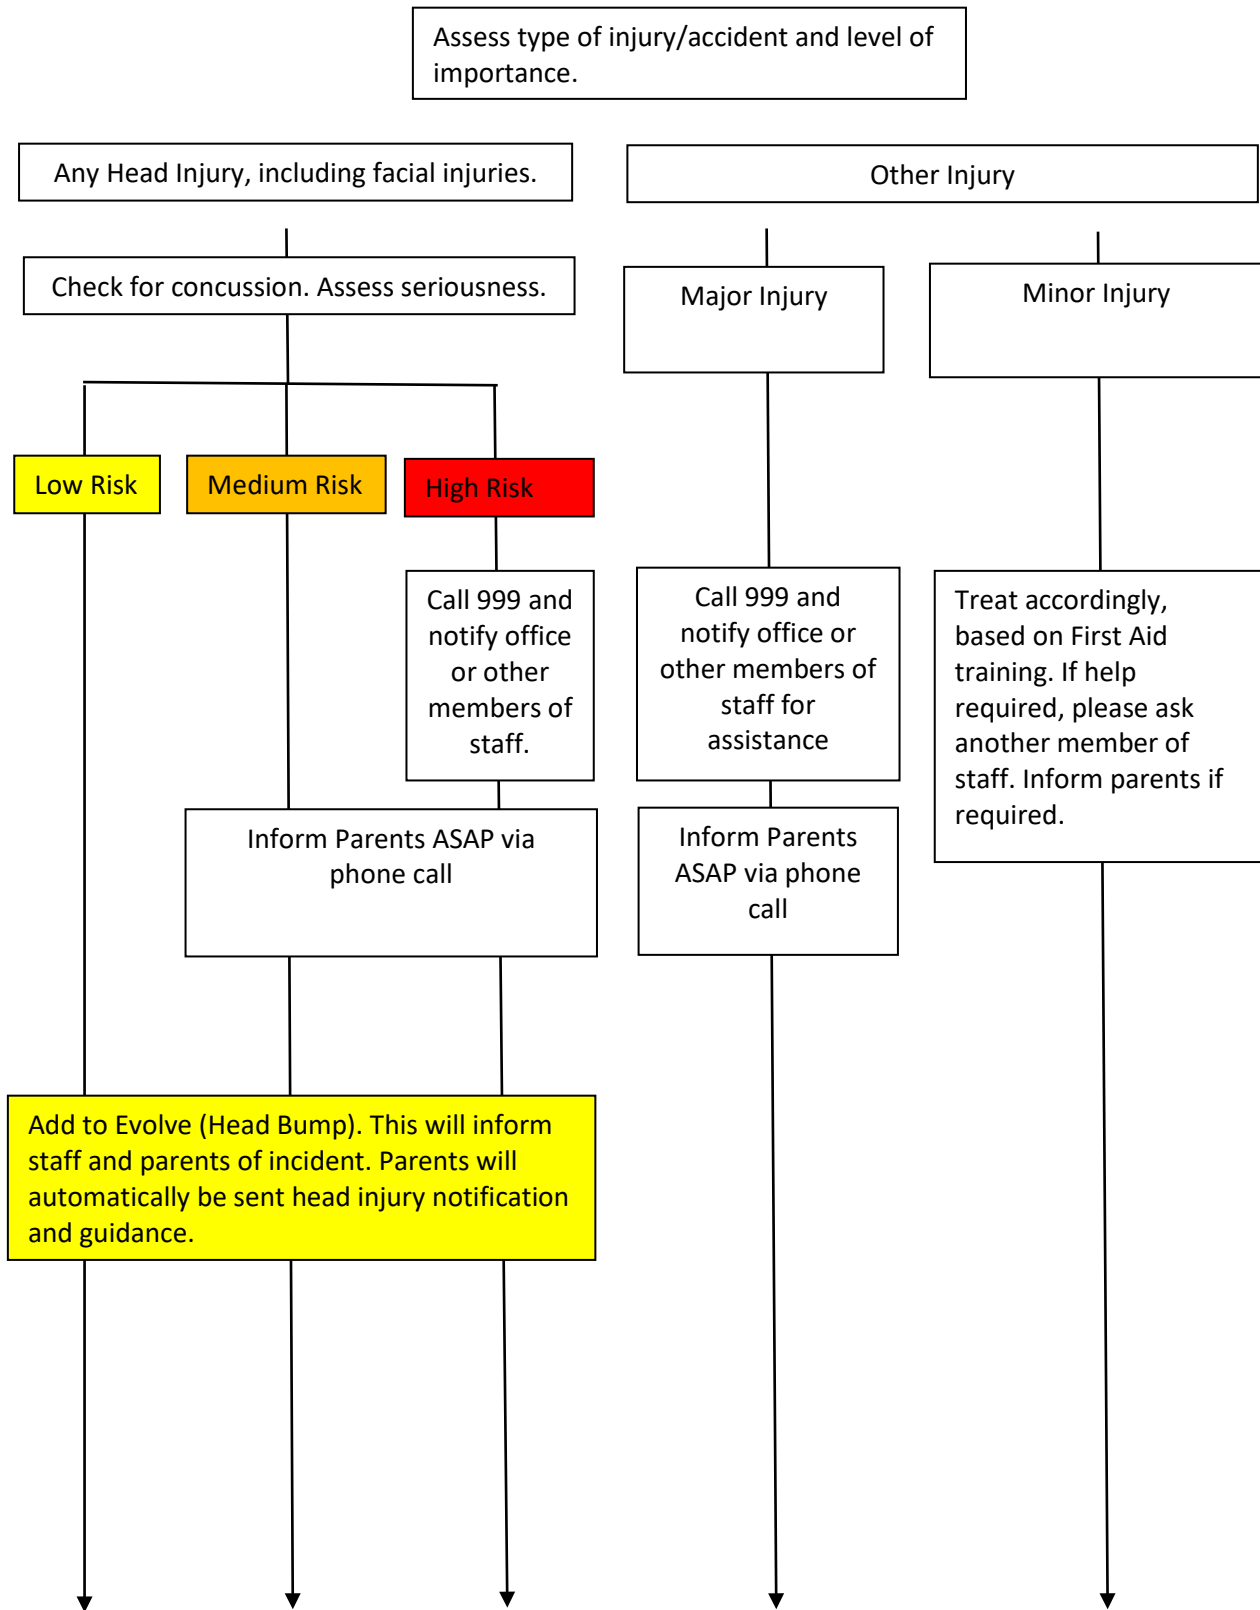 Assess type of injury/accident and level of
importance.
Any Head Injury, including facial injuries.
Other Injury
Check for concussion. Assess seriousness.
Major Injury
Minor Injury
Low Risk
Medium Risk
High Risk
Call 999 and
notify office
or other
members of
staff.
Call 999 and
notify office or
other members of
staff for
assistance
Treat accordingly,
based on First Aid
training. If help
required, please ask
another member of
staff. Inform parents if
required.
Inform Parents ASAP via
phone call
Inform Parents
ASAP via phone
call
Add to Evolve (Head Bump). This will inform
staff and parents of incident. Parents will
automatically be sent head injury notification
and guidance.